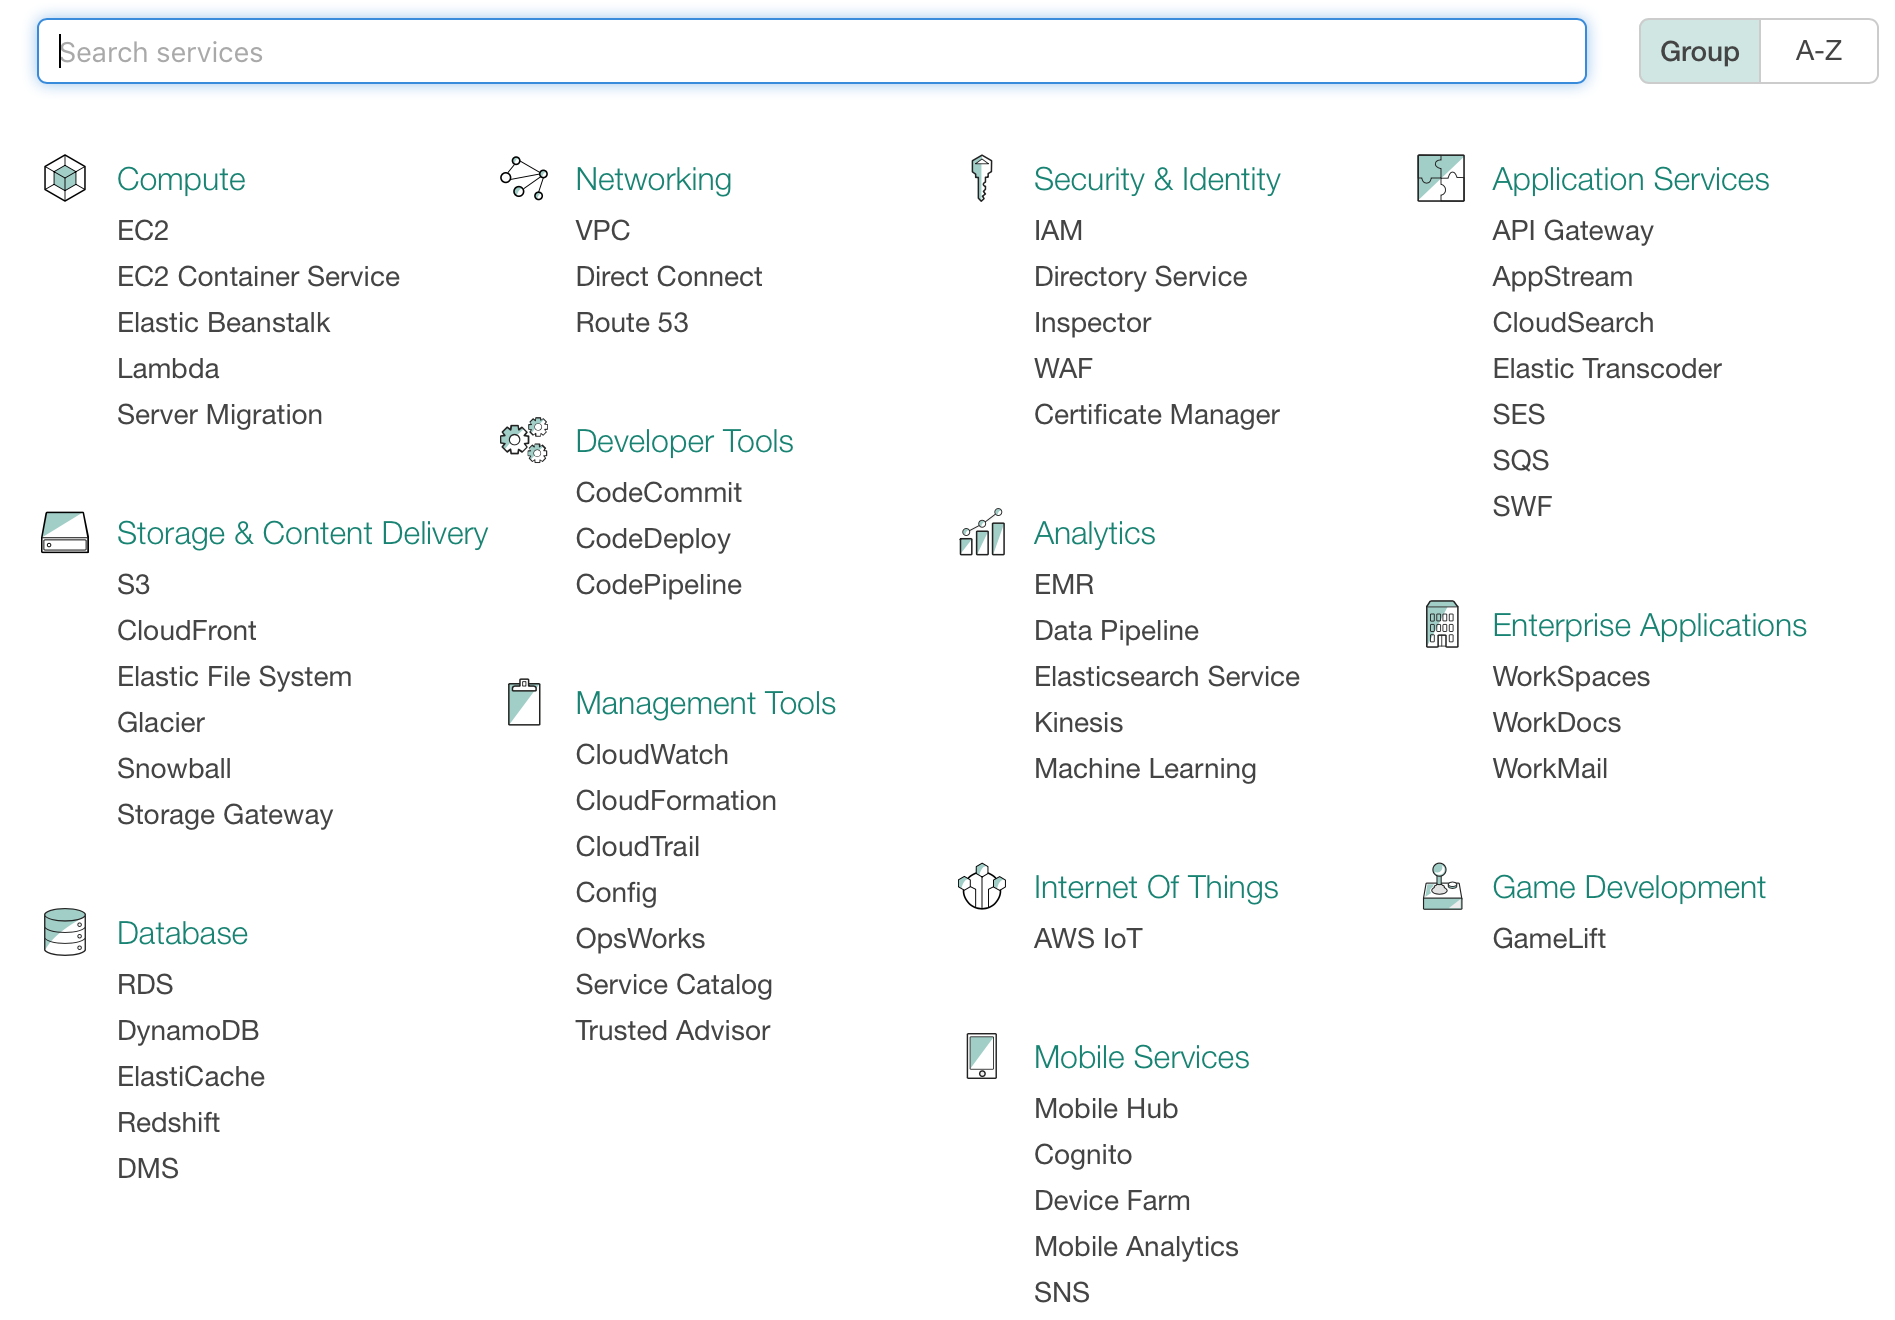 Search services
Group
A-Z
Compute
EC2
EC2 Container Service
Elastic Beanstalk
Lambda
Server Migration
Storage & Content Delivery
S3
CloudFront
Elastic File System
Glacier
Snowball
Storage Gateway
Database
RDS
DynamoDB
ElastiCache
Redshift
DMS
Networking
VPC
Direct Connect
Route 53
Developer Tools
CodeCommit
CodeDeploy
CodePipeline
Management Tools
CloudWatch
CloudFormation
CloudTrail
Config
OpsWorks
Service Catalog
Trusted Advisor
Security & Identity
IAM
Directory Service
Inspector
WAF
Certificate Manager
Analytics
EMR
Data Pipeline
Elasticsearch Service
Kinesis
Machine Learning
Internet Of Things
AWS IoT
Mobile Services
Mobile Hub
Cognito
Device Farm
Mobile Analytics
SNS
Application Services
API Gateway
AppStream
CloudSearch
Elastic Transcoder
SES
SQS
SWF
Enterprise Applications
WorkSpaces
WorkDocs
WorkMail
Game Development
GameLift